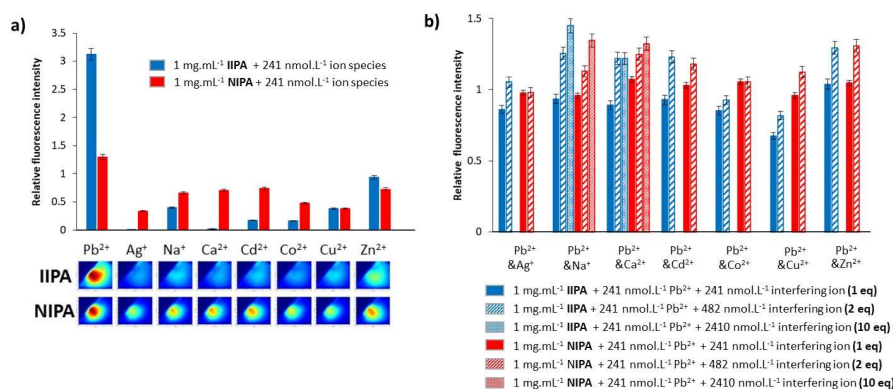 a)
Relative fluorescence intensity
3.5
3
2.5
2
1.5
1
0.5
0
1 mg.mL⁻¹ IIPA + 241 nmol.L⁻¹ ion species
1 mg.mL⁻¹ NIPA + 241 nmol.L⁻¹ ion species
Pb²⁺ Ag⁺ Na⁺ Ca²⁺ Cd²⁺ Co²⁺ Cu²⁺ Zn²⁺
IIPA
NIPA
b)
Relative fluorescence intensity
1.5
1
0.5
0
Pb²⁺ Pb²⁺ Pb²⁺ Pb²⁺ Pb²⁺ Pb²⁺ Pb²⁺
&Ag⁺ &Na⁺ &Ca²⁺ &Cd²⁺ &Co²⁺ &Cu²⁺ &Zn²⁺
1 mg.mL⁻¹ IIPA + 241 nmol.L⁻¹ Pb²⁺ + 241 nmol.L⁻¹ interfering ion (1 eq)
1 mg.mL⁻¹ IIPA + 241 nmol.L⁻¹ Pb²⁺ + 482 nmol.L⁻¹ interfering ion (2 eq)
1 mg.mL⁻¹ IIPA + 241 nmol.L⁻¹ Pb²⁺ + 2410 nmol.L⁻¹ interfering ion (10 eq)
1 mg.mL⁻¹ NIPA + 241 nmol.L⁻¹ Pb²⁺ + 241 nmol.L⁻¹ interfering ion (1 eq)
1 mg.mL⁻¹ NIPA + 241 nmol.L⁻¹ Pb²⁺ + 482 nmol.L⁻¹ interfering ion (2 eq)
1 mg.mL⁻¹ NIPA + 241 nmol.L⁻¹ Pb²⁺ + 2410 nmol.L⁻¹ interfering ion (10 eq)